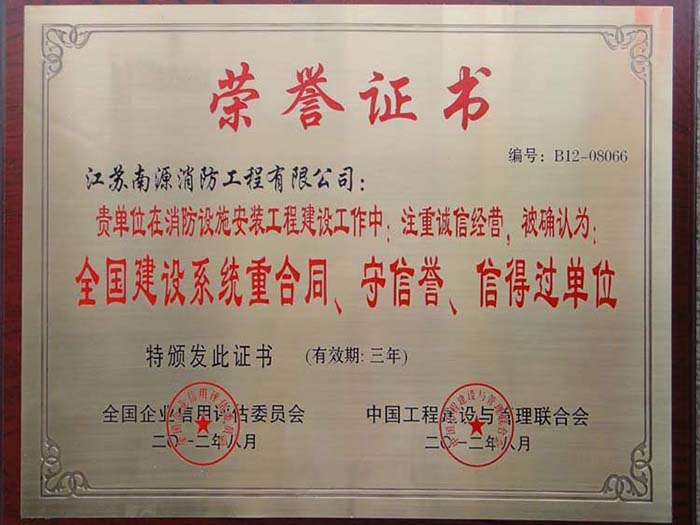 荣誉证书
编号：B12-08066
江苏南源消防工程有限公司：
贵单位在消防设施安装工程建设工作中：注重诚信经营，被确认为：
全国建设系统重合同、守信誉、信得过单位
特颁发此证书 （有效期：三年）
全国企业信用评估委员会 中国工程建设与管理联合会
二〇一二年八月 二〇一二年八月